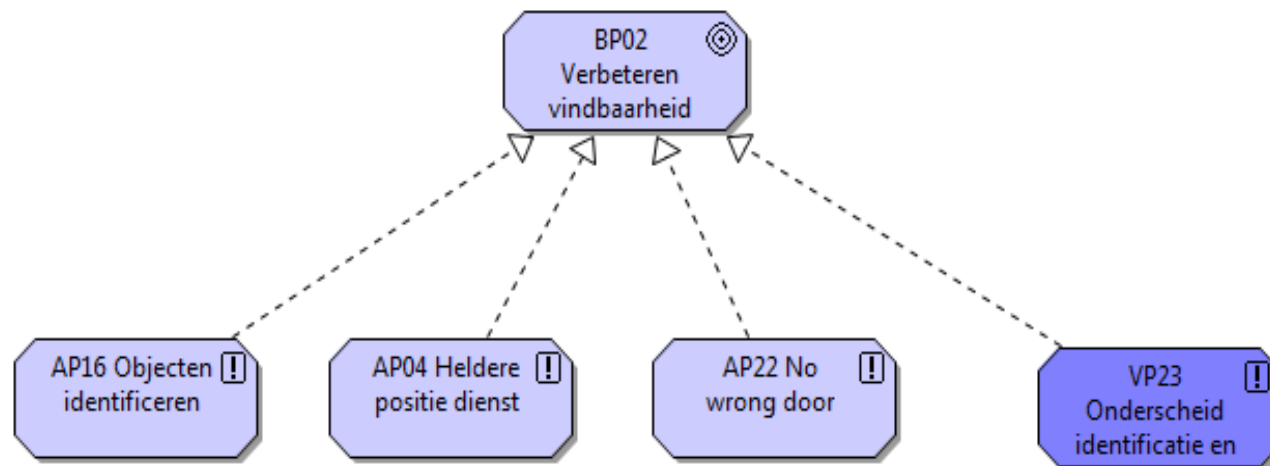 BP02
Verbeteren
vindbaarheid
AP16 Objecten
identificeren
AP04 Heldere
positie dienst
AP22 No
wrong door
VP23
Onderscheid
identificatie en